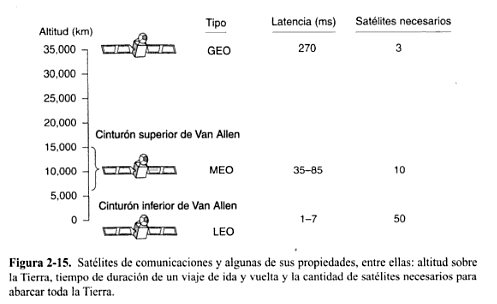 Altitud (km)
Tipo
Latencia (ms)
Satélites necesarios
35,000
GEO
270
3
30,000
25,000
20,000
Cinturón superior de Van Allen
15,000
10,000
MEO
35–85
10
5,000
Cinturón inferior de Van Allen
0
LEO
1–7
50
Figura 2-15. Satélites de comunicaciones y algunas de sus propiedades, entre ellas: altitud sobre
la Tierra, tiempo de duración de un viaje de ida y vuelta y la cantidad de satélites necesarios para
abarcar toda la Tierra.